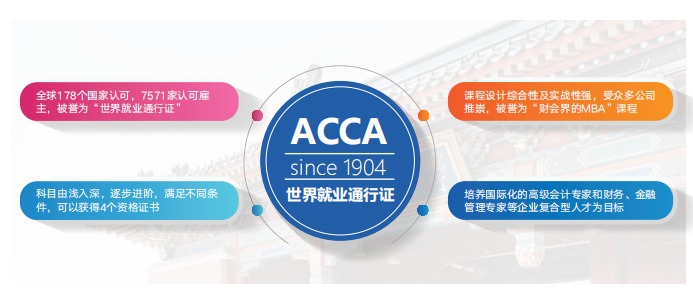 全球178个国家认可，7571家认可雇
主，被誉为“世界就业通行证”
科目由浅入深，逐步进阶，满足不同条
件，可以获得4个资格证书
ACCA
since 1904
世界就业通行证
课程设计综合性及实战性强，受众多公司
推崇，被誉为“财会界的MBA”课程
培养国际化的高级会计专家和财务、金融
管理专家等企业复合型人才为目标